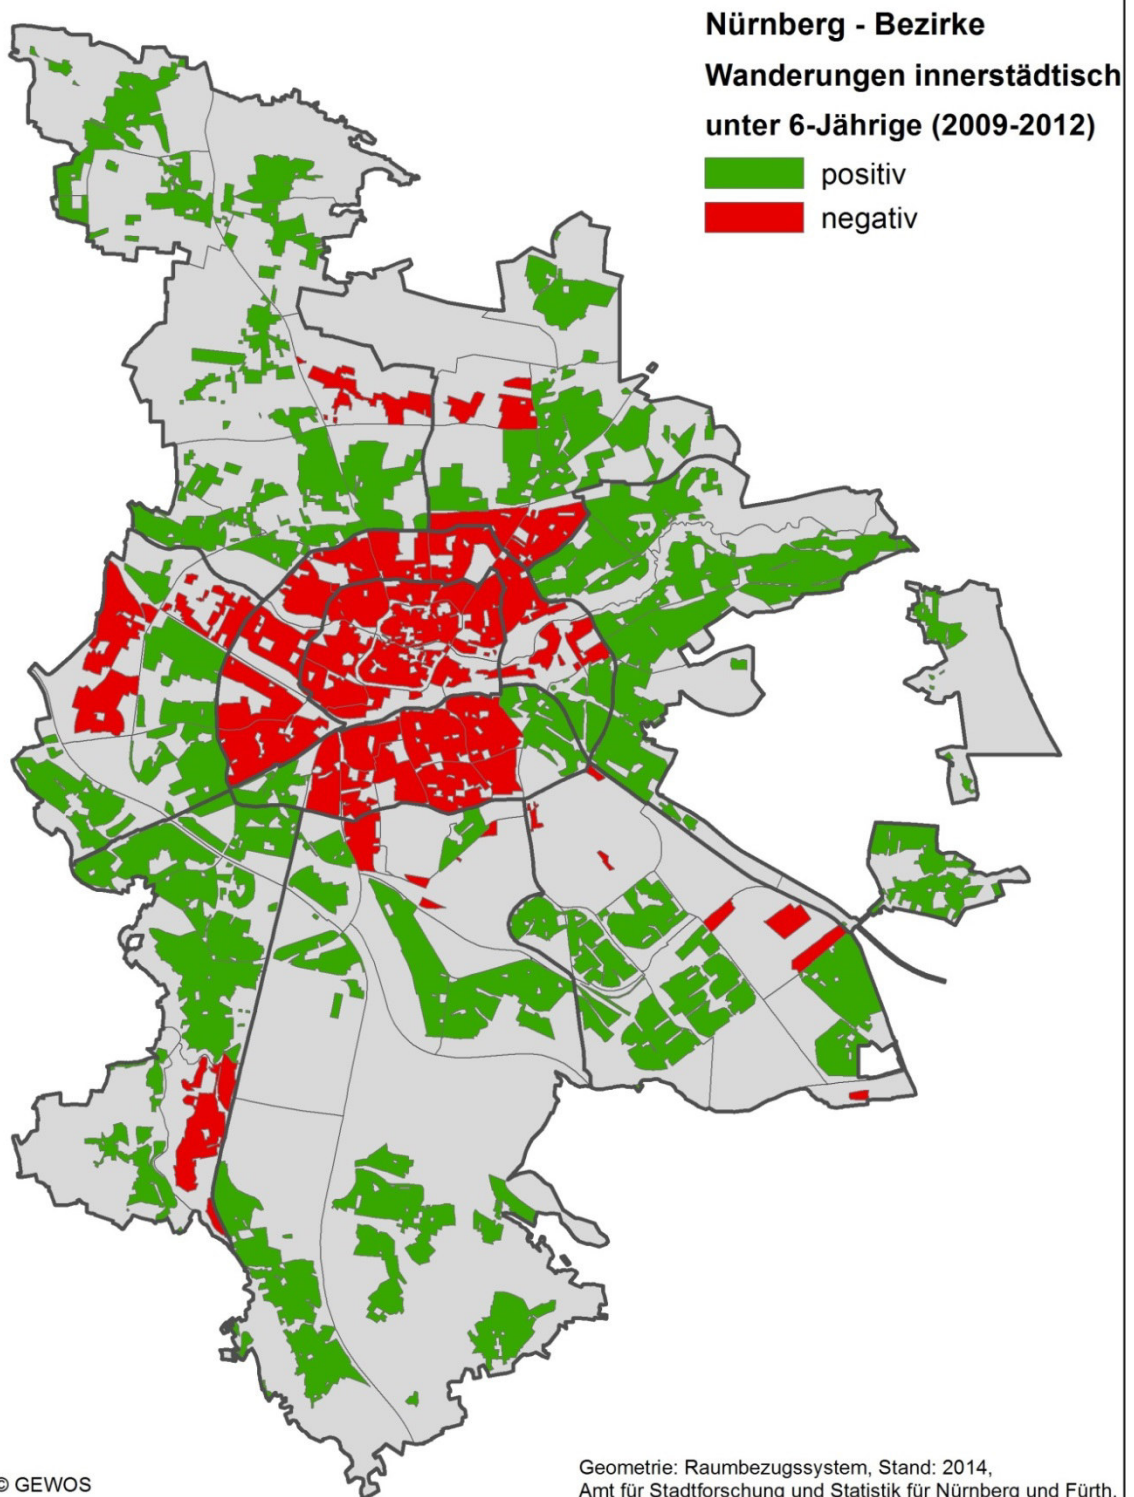 Nürnberg - Bezirke
Wanderungen innerstädtisch
unter 6-Jährige (2009-2012)
positiv
negativ
© GEWOS
Geometrie: Raumbezugssystem, Stand: 2014,
Amt für Stadtforschung und Statistik für Nürnberg und Fürth.